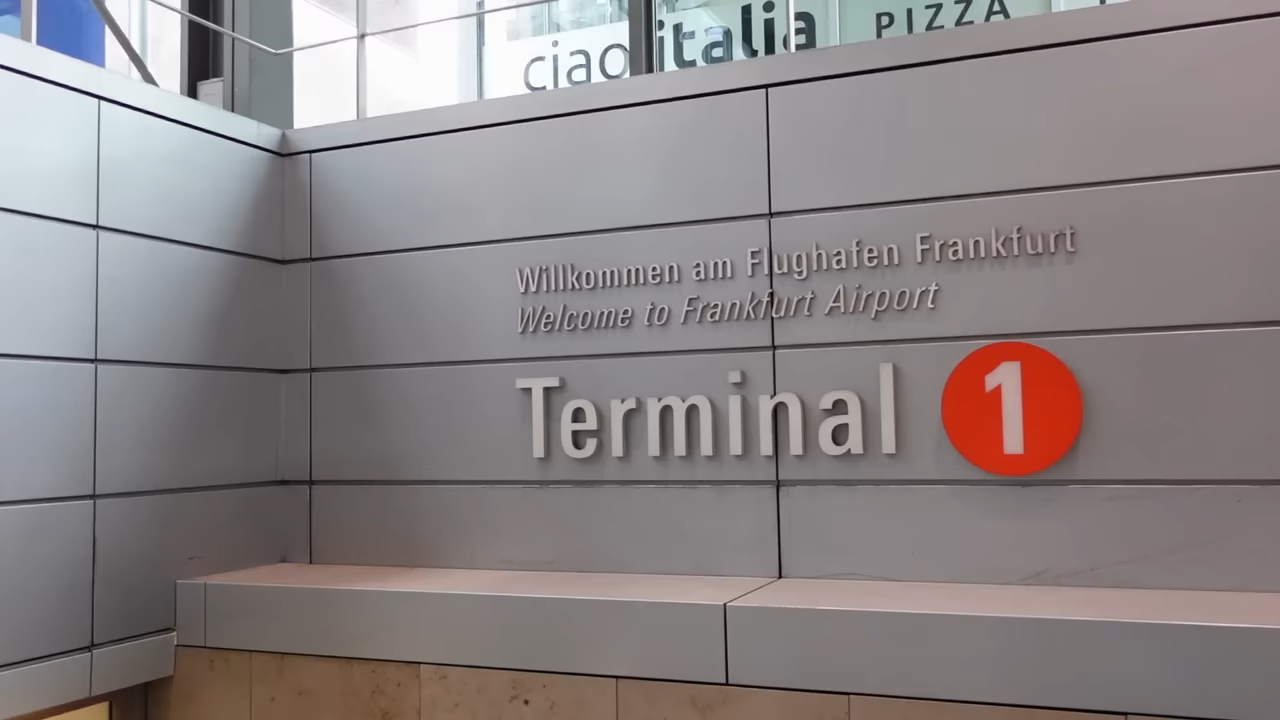 ciao italia PIZZA
Willkommen am Flughafen Frankfurt
Welcome to Frankfurt Airport
Terminal 1